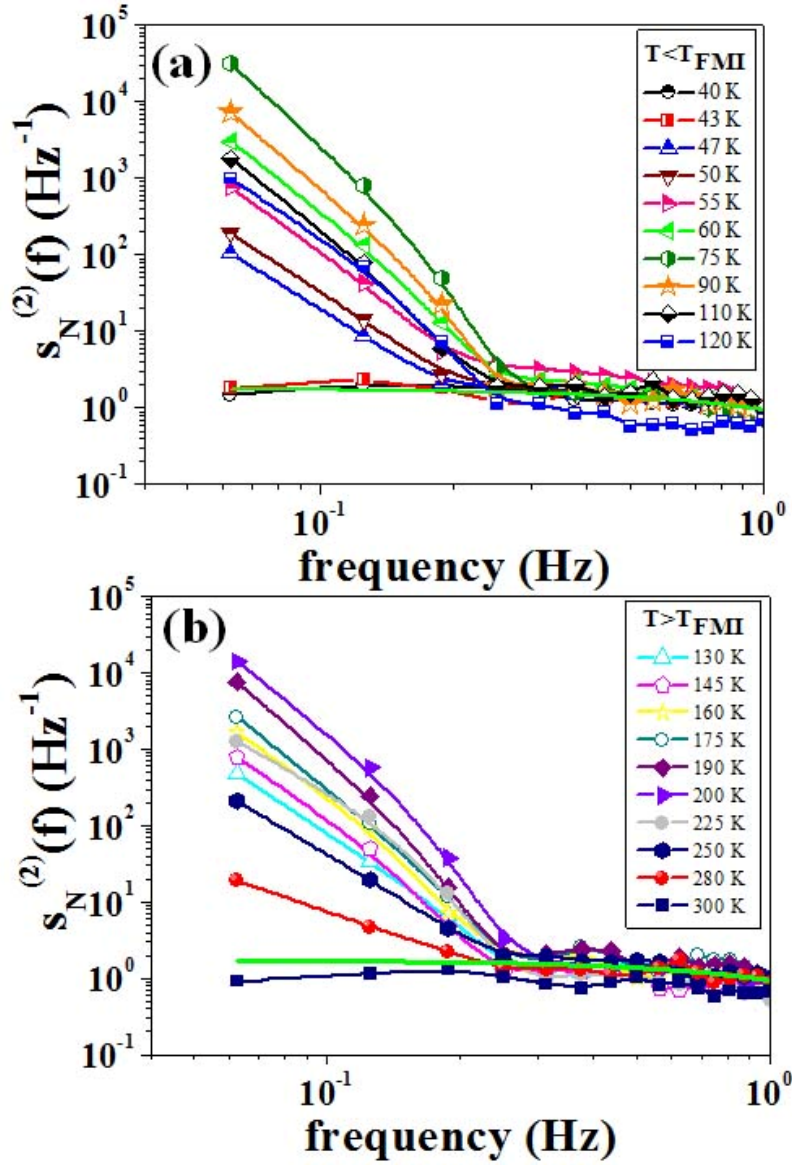 (a)
T<T_FMI
40 K
43 K
47 K
50 K
55 K
60 K
75 K
90 K
110 K
120 K
10^5
10^4
10^3
10^2
10^1
10^0
10^-1
s_N^(2)(f) (Hz^-1)
10^-1
10^0
frequency (Hz)
(b)
T>T_FMI
130 K
145 K
160 K
175 K
190 K
200 K
225 K
250 K
280 K
300 K
10^5
10^4
10^3
10^2
10^1
10^0
10^-1
s_N^(2)(f) (Hz^-1)
10^-1
10^0
frequency (Hz)